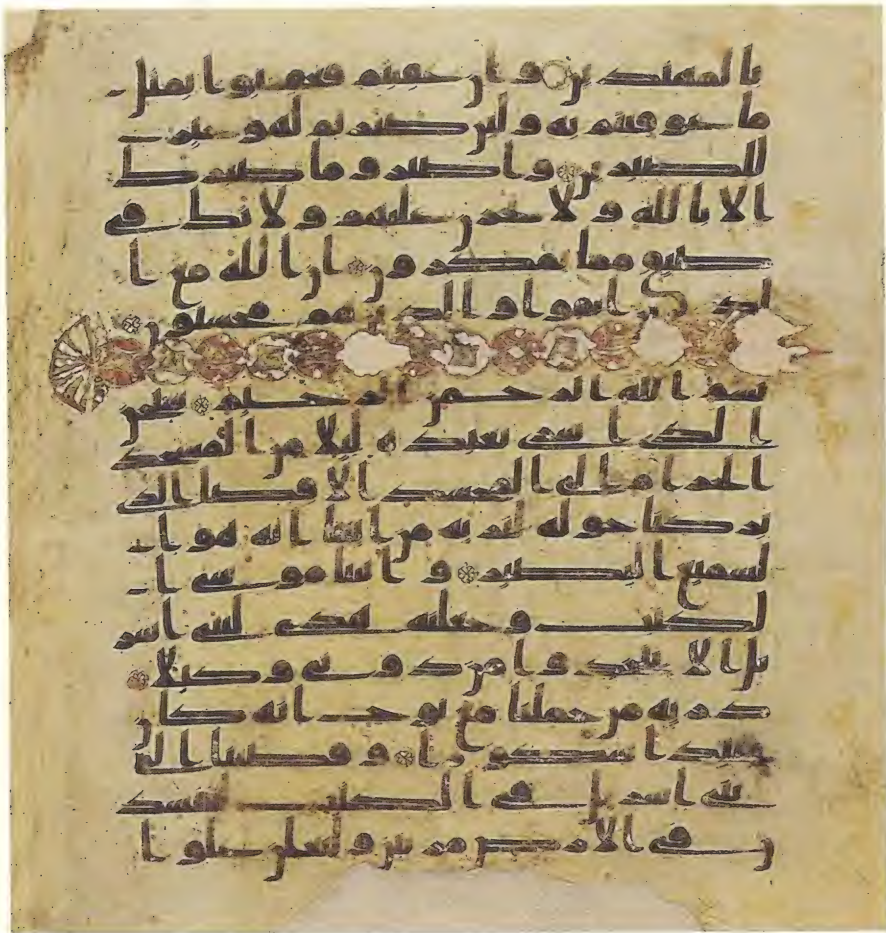 بالمهتدين وان عقبتم فعقبوا بمثل
ما عوقبتم به ولئن صبرتم لهو خير
للصبرين واصبر وما صبرك
الا بالله ولا تحزن عليهم ولا تك في
ضيق مما يمكرون ان الله مع ا
لذين اتقوا والذين هم محسنون
بسم الله الرحمن الرحيم سبحن
الذي اسرى بعبده ليلا من المسجد
الحرام الى المسجد الاقصا الذي
بركنا حوله لنريه من ايتنا انه هو ا
لسميع البصير واتينا موسى ا
لكتب وجعلنه هدى لبني اسر
يل الا تتخذوا من دوني وكيلا
ذرية من حملنا مع نوح انه كان
عبدا شكورا وقضينا الى
بني اسريل في الكتب لتفسد
ن في الارض مرتين ولتعلن علوا